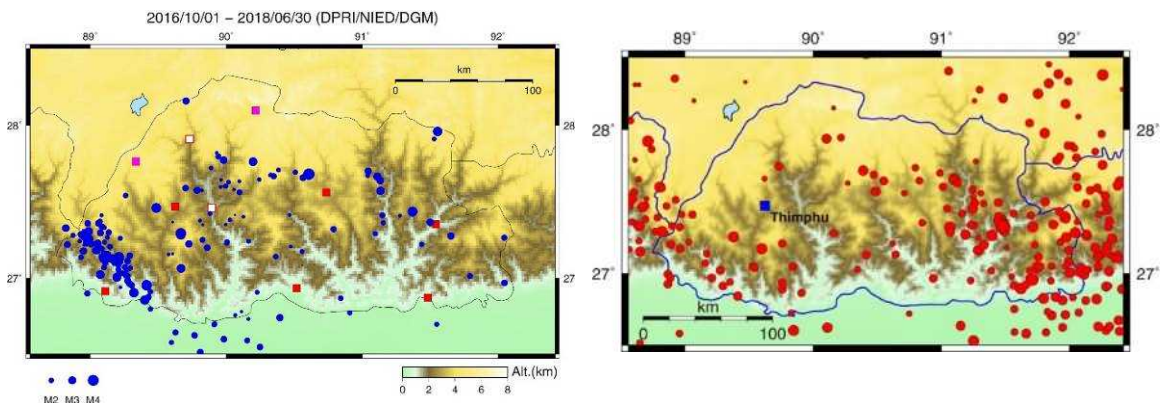 2016/10/01 – 2018/06/30 (DPRI/NIED/DGM)
89° 90° 91° 92°
km
0 100
28° 28°
27° 27°
Alt.(km)
0 2 4 6 8
M2 M3 M4
89° 90° 91° 92°
28° 28°
Thimphu
27° 27°
km
0 100